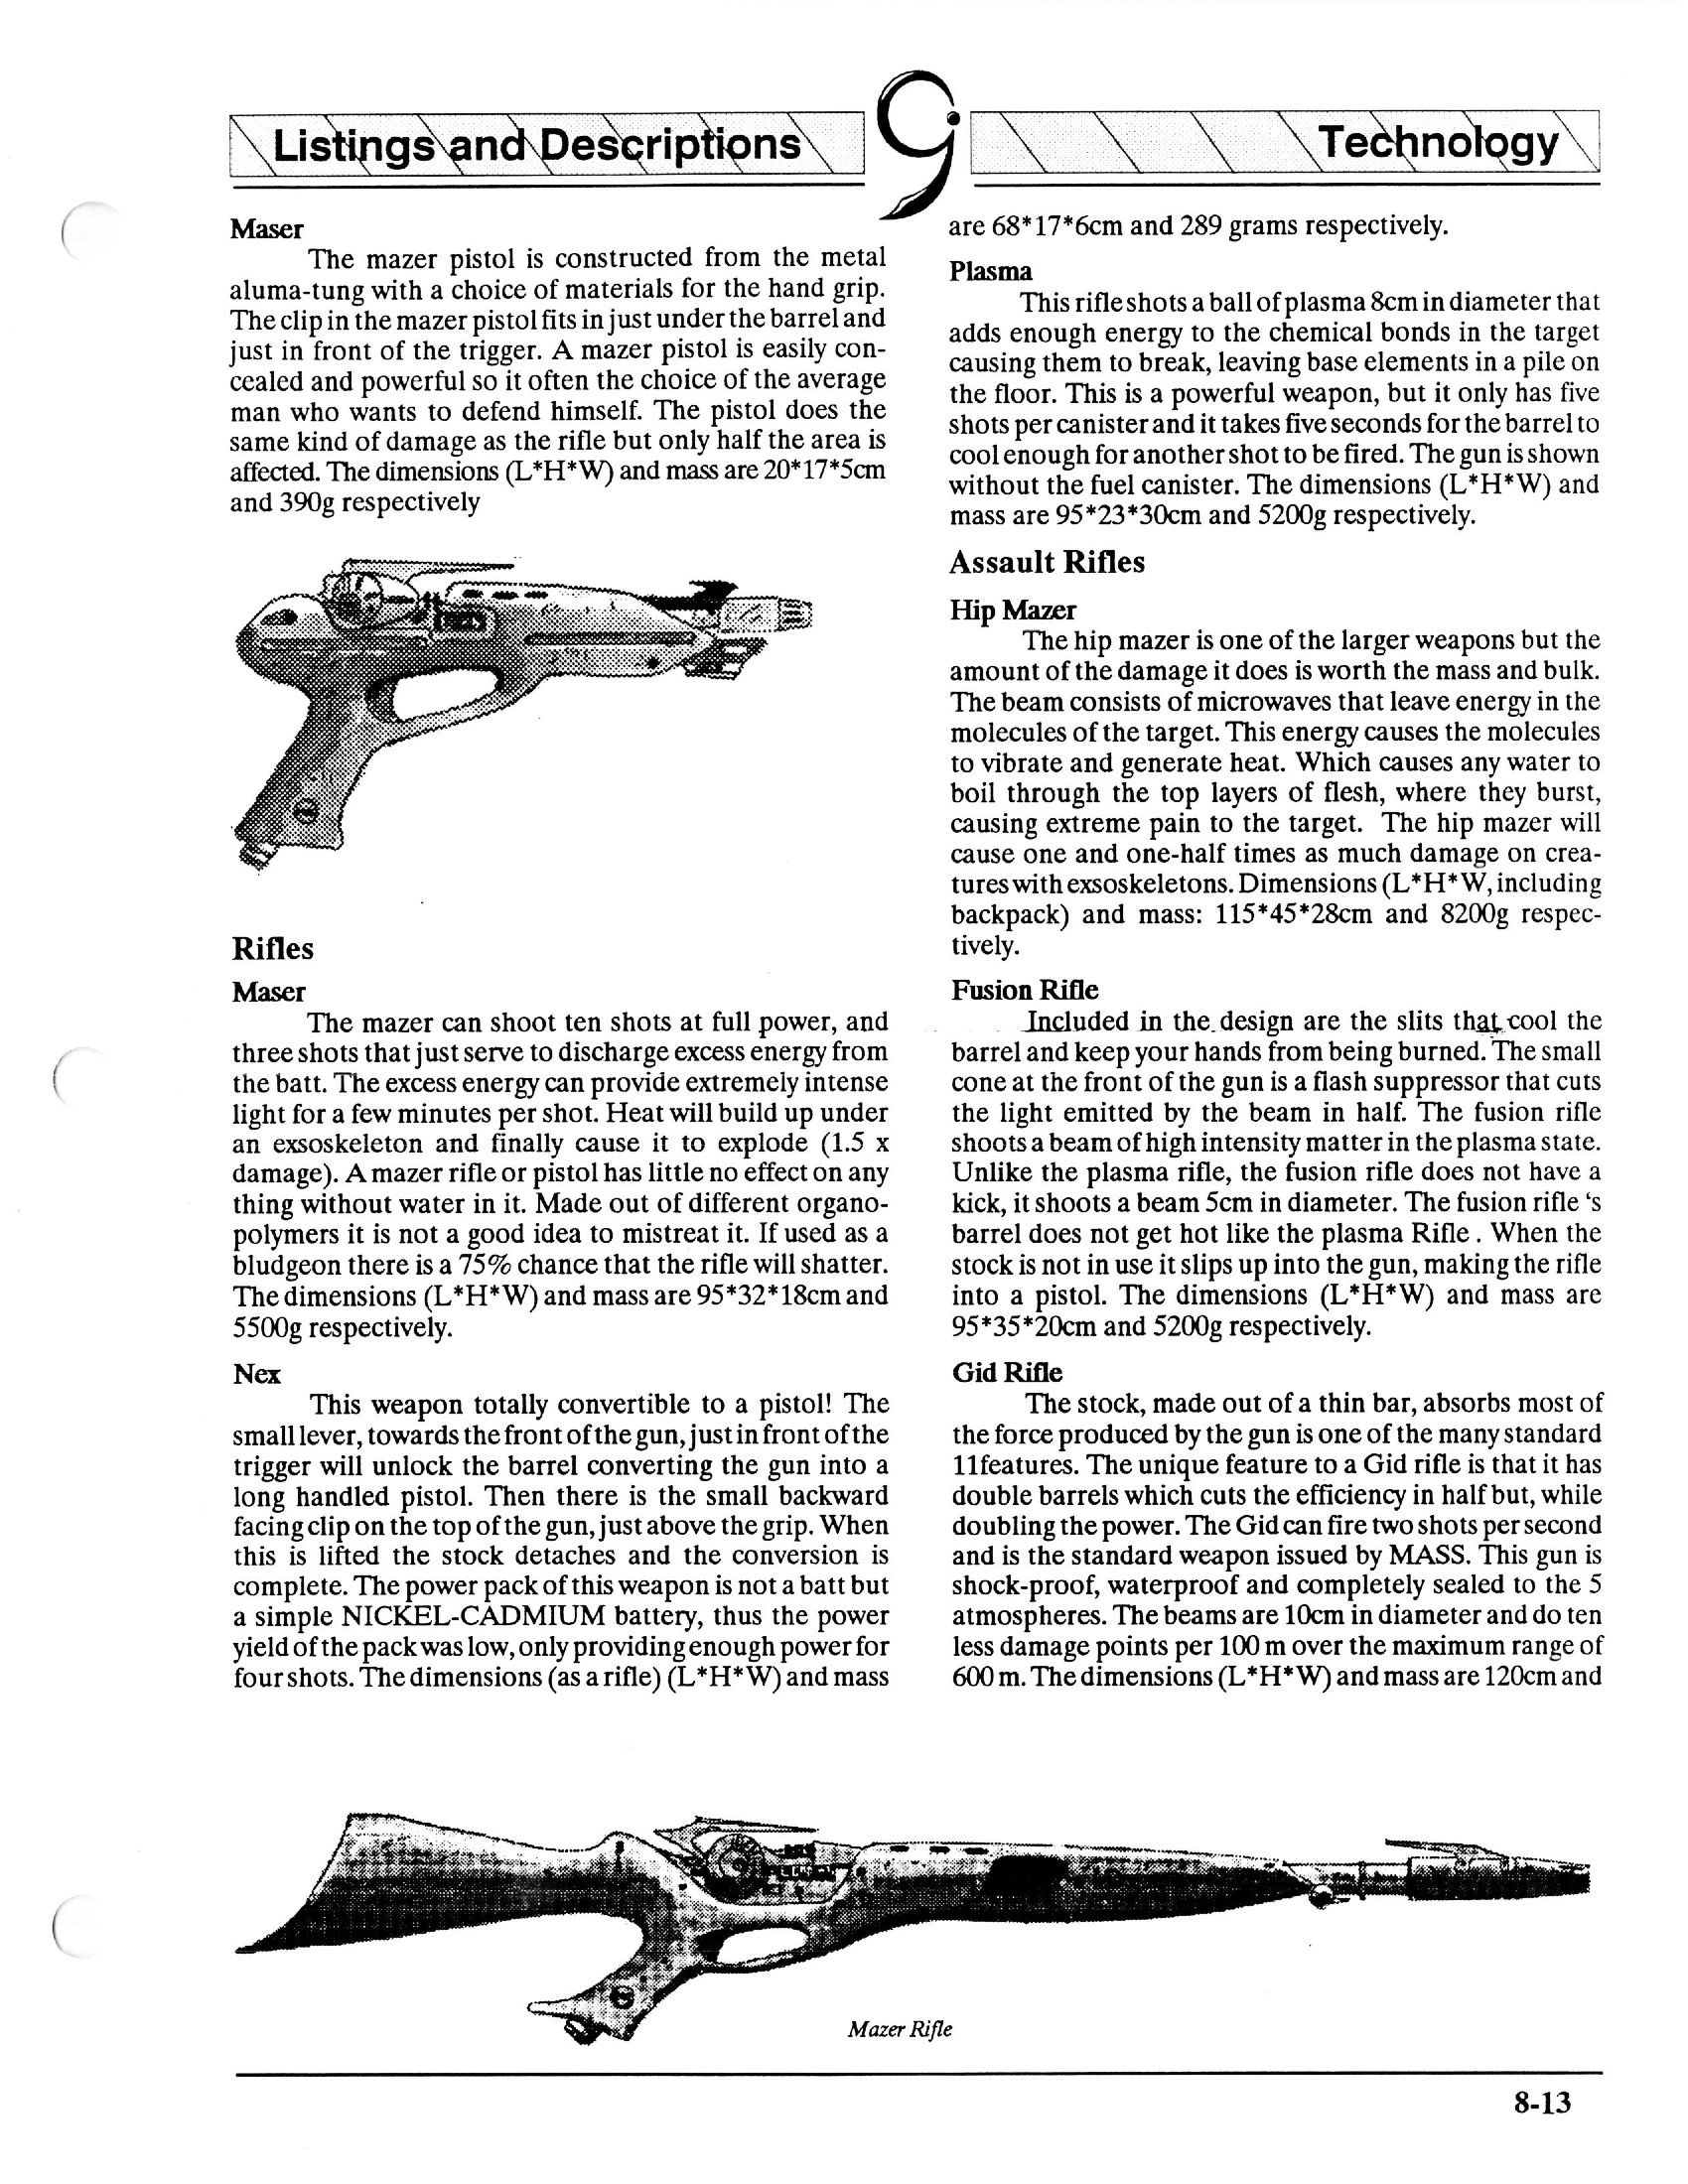 Listings and Descriptions
Technology
Maser
The mazer pistol is constructed from the metal
aluma-tung with a choice of materials for the hand grip.
The clip in the mazer pistol fits in just under the barrel and
just in front of the trigger. A mazer pistol is easily con-
cealed and powerful so it often the choice of the average
man who wants to defend himself. The pistol does the
same kind of damage as the rifle but only half the area is
affected. The dimensions (L*H*W) and mass are 20*17*5cm
and 390g respectively
Rifles
Maser
The mazer can shoot ten shots at full power, and
three shots that just serve to discharge excess energy from
the batt. The excess energy can provide extremely intense
light for a few minutes per shot. Heat will build up under
an exsoskeleton and finally cause it to explode (1.5 x
damage). A mazer rifle or pistol has little no effect on any
thing without water in it. Made out of different organo-
polymers it is not a good idea to mistreat it. If used as a
bludgeon there is a 75% chance that the rifle will shatter.
The dimensions (L*H*W) and mass are 95*32*18cm and
5500g respectively.
Nex
This weapon totally convertible to a pistol! The
small lever, towards the front of the gun, just in front of the
trigger will unlock the barrel converting the gun into a
long handled pistol. Then there is the small backward
facing clip on the top of the gun, just above the grip. When
this is lifted the stock detaches and the conversion is
complete. The power pack of this weapon is not a batt but
a simple NICKEL-CADMIUM battery, thus the power
yield of the pack was low, only providing enough power for
four shots. The dimensions (as a rifle) (L*H*W) and mass
are 68*17*6cm and 289 grams respectively.
Plasma
This rifle shots a ball of plasma 8cm in diameter that
adds enough energy to the chemical bonds in the target
causing them to break, leaving base elements in a pile on
the floor. This is a powerful weapon, but it only has five
shots per canister and it takes five seconds for the barrel to
cool enough for another shot to be fired. The gun is shown
without the fuel canister. The dimensions (L*H*W) and
mass are 95*23*30cm and 5200g respectively.
Assault Rifles
Hip Mazer
The hip mazer is one of the larger weapons but the
amount of the damage it does is worth the mass and bulk.
The beam consists of microwaves that leave energy in the
molecules of the target. This energy causes the molecules
to vibrate and generate heat. Which causes any water to
boil through the top layers of flesh, where they burst,
causing extreme pain to the target. The hip mazer will
cause one and one-half times as much damage on crea-
tures with exsoskeletons. Dimensions (L*H*W, including
backpack) and mass: 115*45*28cm and 8200g respec-
tively.
Fusion Rifle
Included in the design are the slits that cool the
barrel and keep your hands from being burned. The small
cone at the front of the gun is a flash suppressor that cuts
the light emitted by the beam in half. The fusion rifle
shoots a beam of high intensity matter in the plasma state.
Unlike the plasma rifle, the fusion rifle does not have a
kick, it shoots a beam 5cm in diameter. The fusion rifle ‘s
barrel does not get hot like the plasma Rifle . When the
stock is not in use it slips up into the gun, making the rifle
into a pistol. The dimensions (L*H*W) and mass are
95*35*20cm and 5200g respectively.
Gid Rifle
The stock, made out of a thin bar, absorbs most of
the force produced by the gun is one of the many standard
11features. The unique feature to a Gid rifle is that it has
double barrels which cuts the efficiency in half but, while
doubling the power. The Gid can fire two shots per second
and is the standard weapon issued by MASS. This gun is
shock-proof, waterproof and completely sealed to the 5
atmospheres. The beams are 10cm in diameter and do ten
less damage points per 100 m over the maximum range of
600 m. The dimensions (L*H*W) and mass are 120cm and
Mazer Rifle
8-13